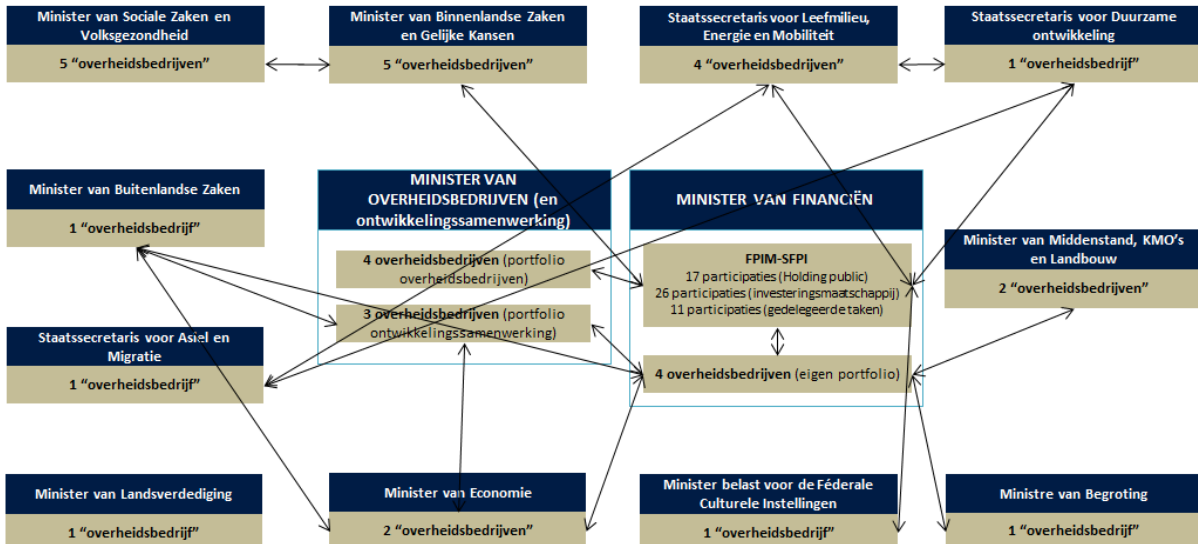 Minister van Sociale Zaken en
Volksgezondheid
5 “overheidsbedrijven”
Minister van Binnenlandse Zaken
en Gelijke Kansen
5 “overheidsbedrijven”
Staatssecretaris voor Leefmilieu,
Energie en Mobiliteit
4 “overheidsbedrijven”
Staatssecretaris voor Duurzame
ontwikkeling
1 “overheidsbedrijf”
Minister van Buitenlandse Zaken
1 “overheidsbedrijf”
MINISTER VAN
OVERHEIDSBEDRIJVEN (en
ontwikkelingssamenwerking)
4 overheidsbedrijven (portfolio
overheidsbedrijven)
3 overheidsbedrijven (portfolio
ontwikkelingssamenwerking)
MINISTER VAN FINANCIËN
FPIM-SFPI
17 participaties (Holding public)
26 participaties (investeringsmaatschappij)
11 participaties (gedelegeerde taken)
4 overheidsbedrijven (eigen portfolio)
Minister van Middenstand, KMO’s
en Landbouw
2 “overheidsbedrijven”
Staatssecretaris voor Asiel en
Migratie
1 “overheidsbedrijf”
Minister van Landsverdediging
1 “overheidsbedrijf”
Minister van Economie
2 “overheidsbedrijven”
Minister belast voor de Féderale
Culturele Instellingen
1 “overheidsbedrijf”
Ministre van Begroting
1 “overheidsbedrijf”